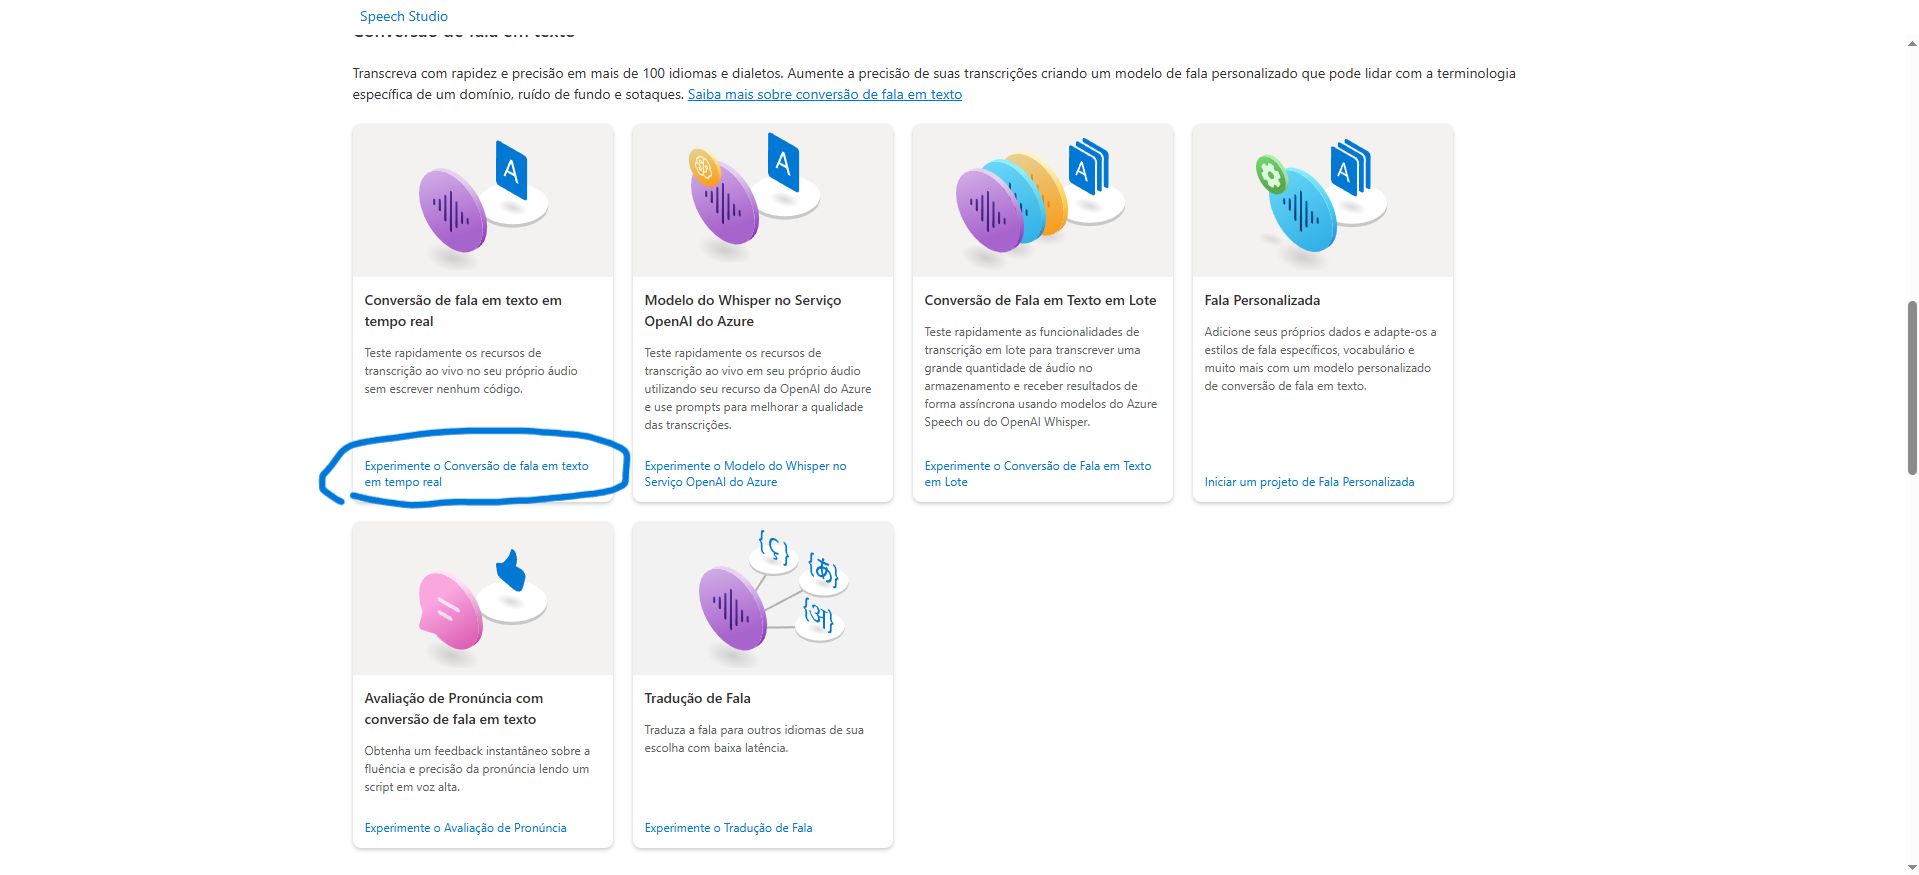 Speech Studio
Conversão de fala em texto
Transcreva com rapidez e precisão em mais de 100 idiomas e dialetos. Aumente a precisão de suas transcrições criando um modelo de fala personalizado que pode lidar com a terminologia
específica de um domínio, ruído de fundo e sotaques. Saiba mais sobre conversão de fala em texto
A
A
A
A
Conversão de fala em texto em
tempo real
Teste rapidamente os recursos de
transcrição ao vivo no seu próprio áudio
sem escrever nenhum código.
Experimente o Conversão de fala em texto
em tempo real
Modelo do Whisper no Serviço
OpenAI do Azure
Teste rapidamente os recursos de
transcrição ao vivo em seu próprio áudio
utilizando seu recurso da OpenAI do Azure
e use prompts para melhorar a qualidade
das transcrições.
Experimente o Modelo do Whisper no
Serviço OpenAI do Azure
Conversão de Fala em Texto em Lote
Teste rapidamente as funcionalidades de
transcrição em lote para transcrever uma
grande quantidade de áudio no
armazenamento e receber resultados de
forma assíncrona usando modelos do Azure
Speech ou do OpenAI Whisper.
Experimente o Conversão de Fala em Texto
em Lote
Fala Personalizada
Adicione seus próprios dados e adapte-os a
estilos de fala específicos, vocabulário e
muito mais com um modelo personalizado
de conversão de fala em texto.
Iniciar um projeto de Fala Personalizada
Avaliação de Pronúncia com
conversão de fala em texto
Obtenha um feedback instantâneo sobre a
fluência e precisão da pronúncia lendo um
script em voz alta.
Experimente o Avaliação de Pronúncia
{ç}
{あ}
{अ}
Tradução de Fala
Traduza a fala para outros idiomas de sua
escolha com baixa latência.
Experimente o Tradução de Fala